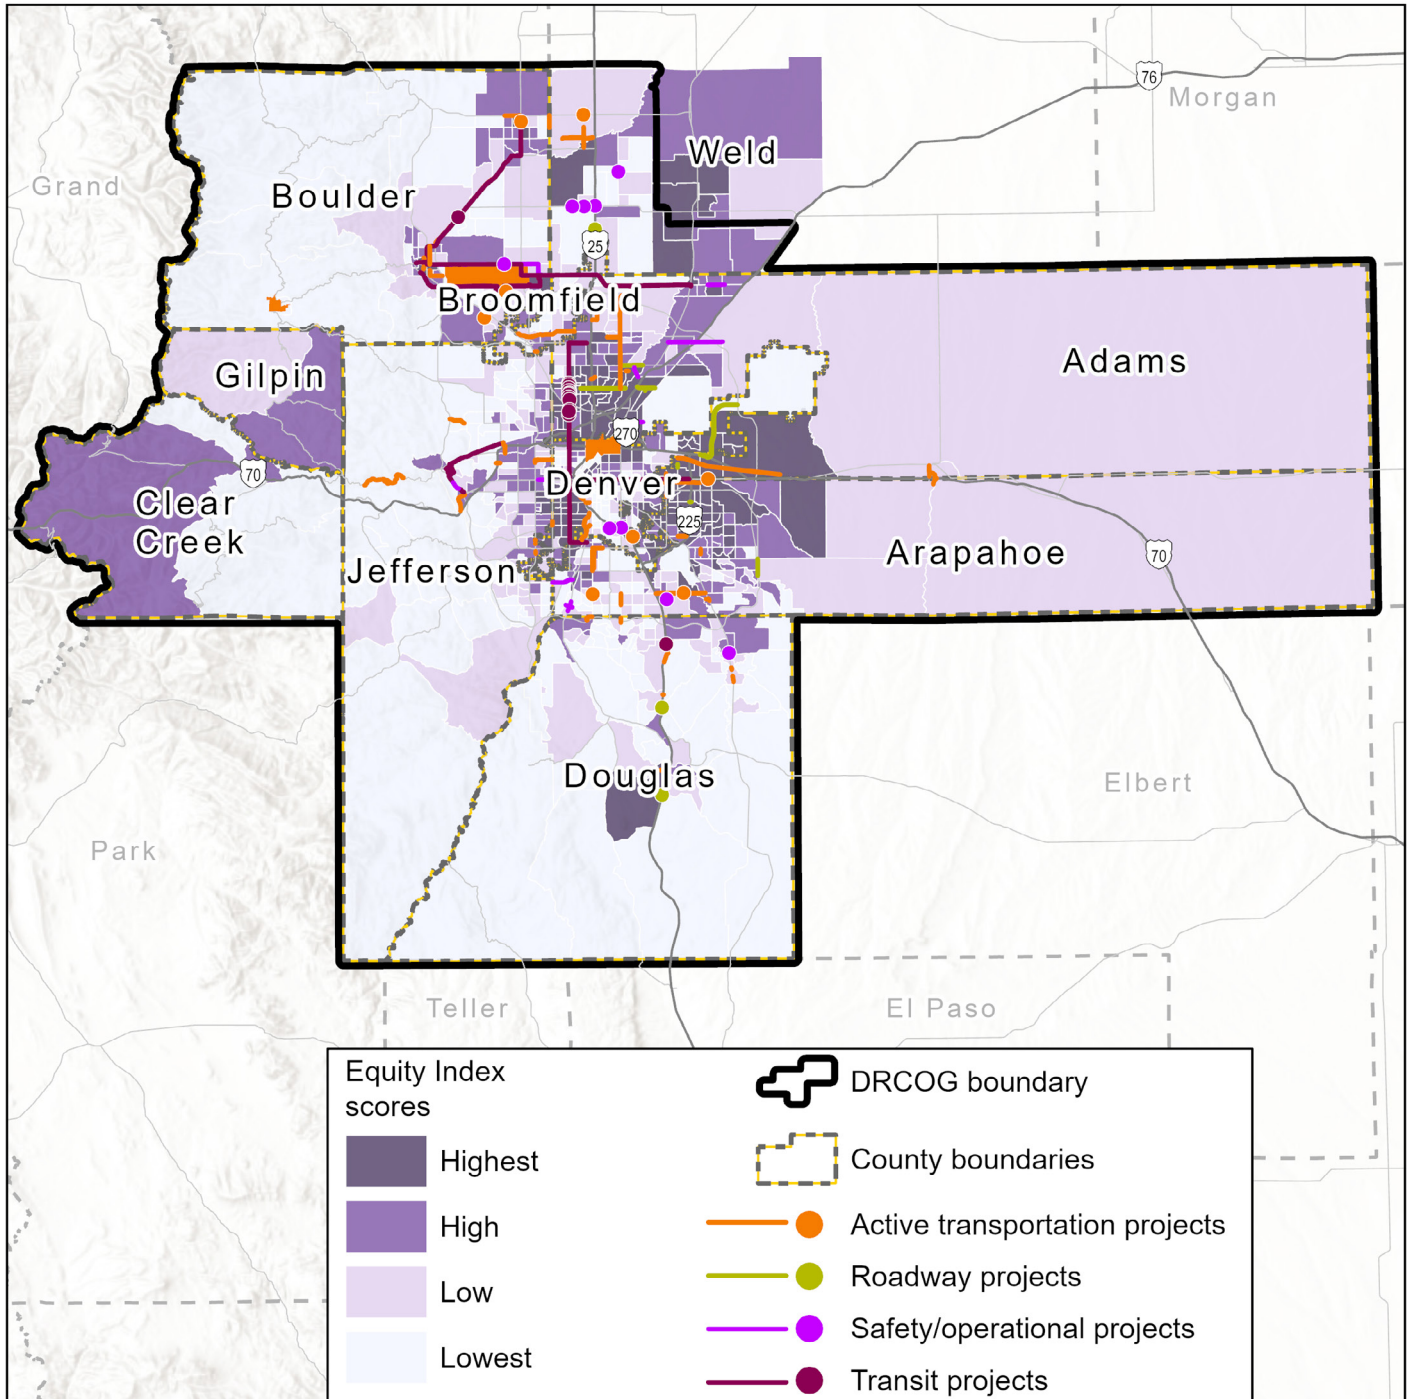 76
Morgan
Weld
Grand
Boulder
25
Broomfield
Adams
Gilpin
270
70
Denver
Clear
Creek
225
Arapahoe
70
Jefferson
Douglas
Elbert
Park
Teller
El Paso
Equity Index
scores
Highest
High
Low
Lowest
DRCOG boundary
County boundaries
Active transportation projects
Roadway projects
Safety/operational projects
Transit projects